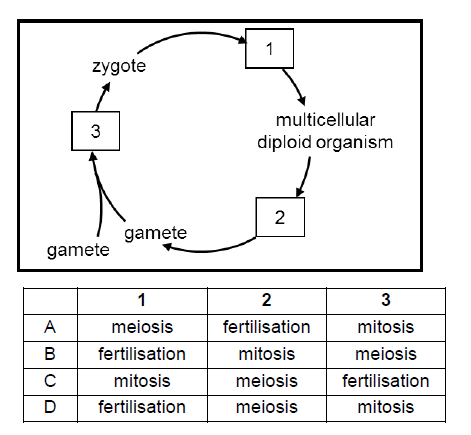 1
zygote
multicellular
diploid organism
3
2
gamete
gamete
1 2 3
A meiosis fertilisation mitosis
B fertilisation mitosis meiosis
C mitosis meiosis fertilisation
D fertilisation meiosis mitosis